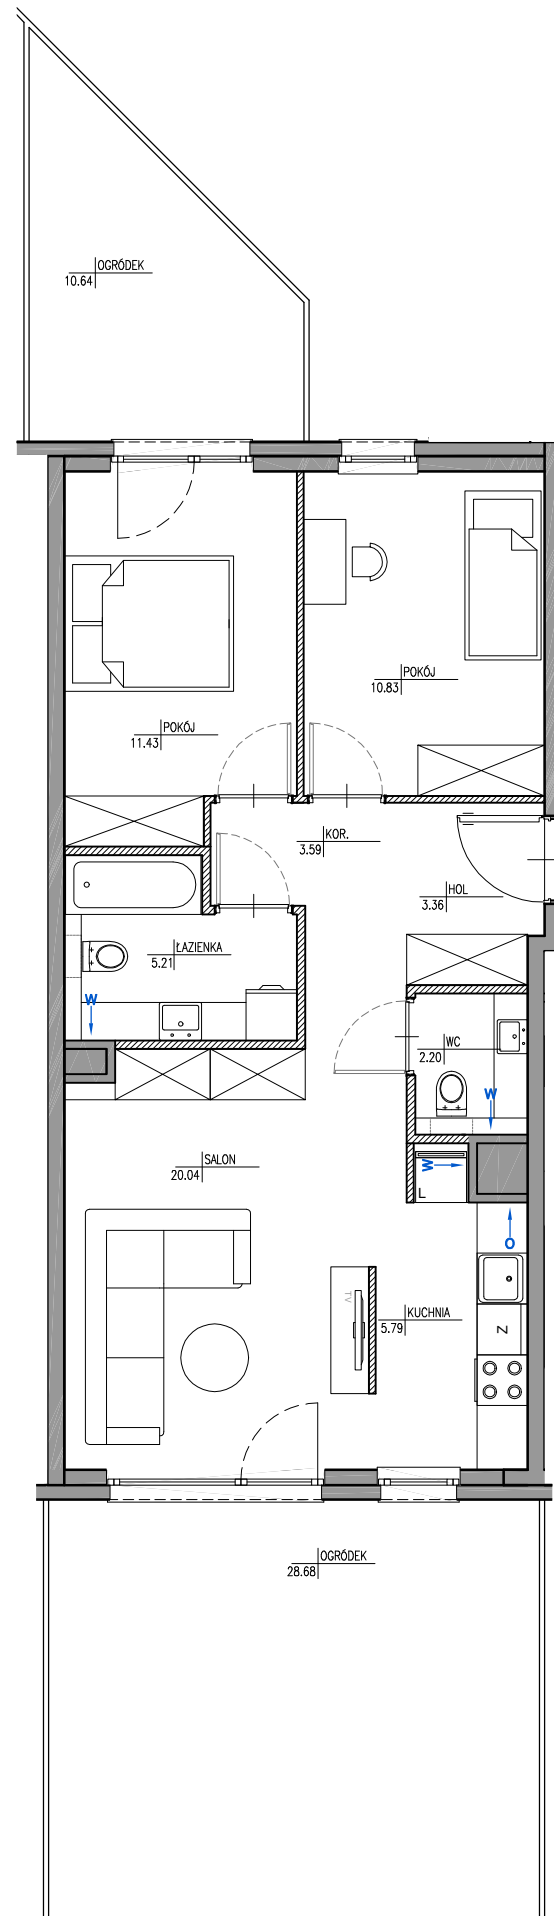 OGRÓDEK
10.64
POKÓJ
10.83
POKÓJ
11.43
KOR.
3.59
HOL
3.36
ŁAZIENKA
5.21
W
WC
2.20
W
SALON
20.04
W
L
O
TV
KUCHNIA
5.79
Z
OGRÓDEK
28.68